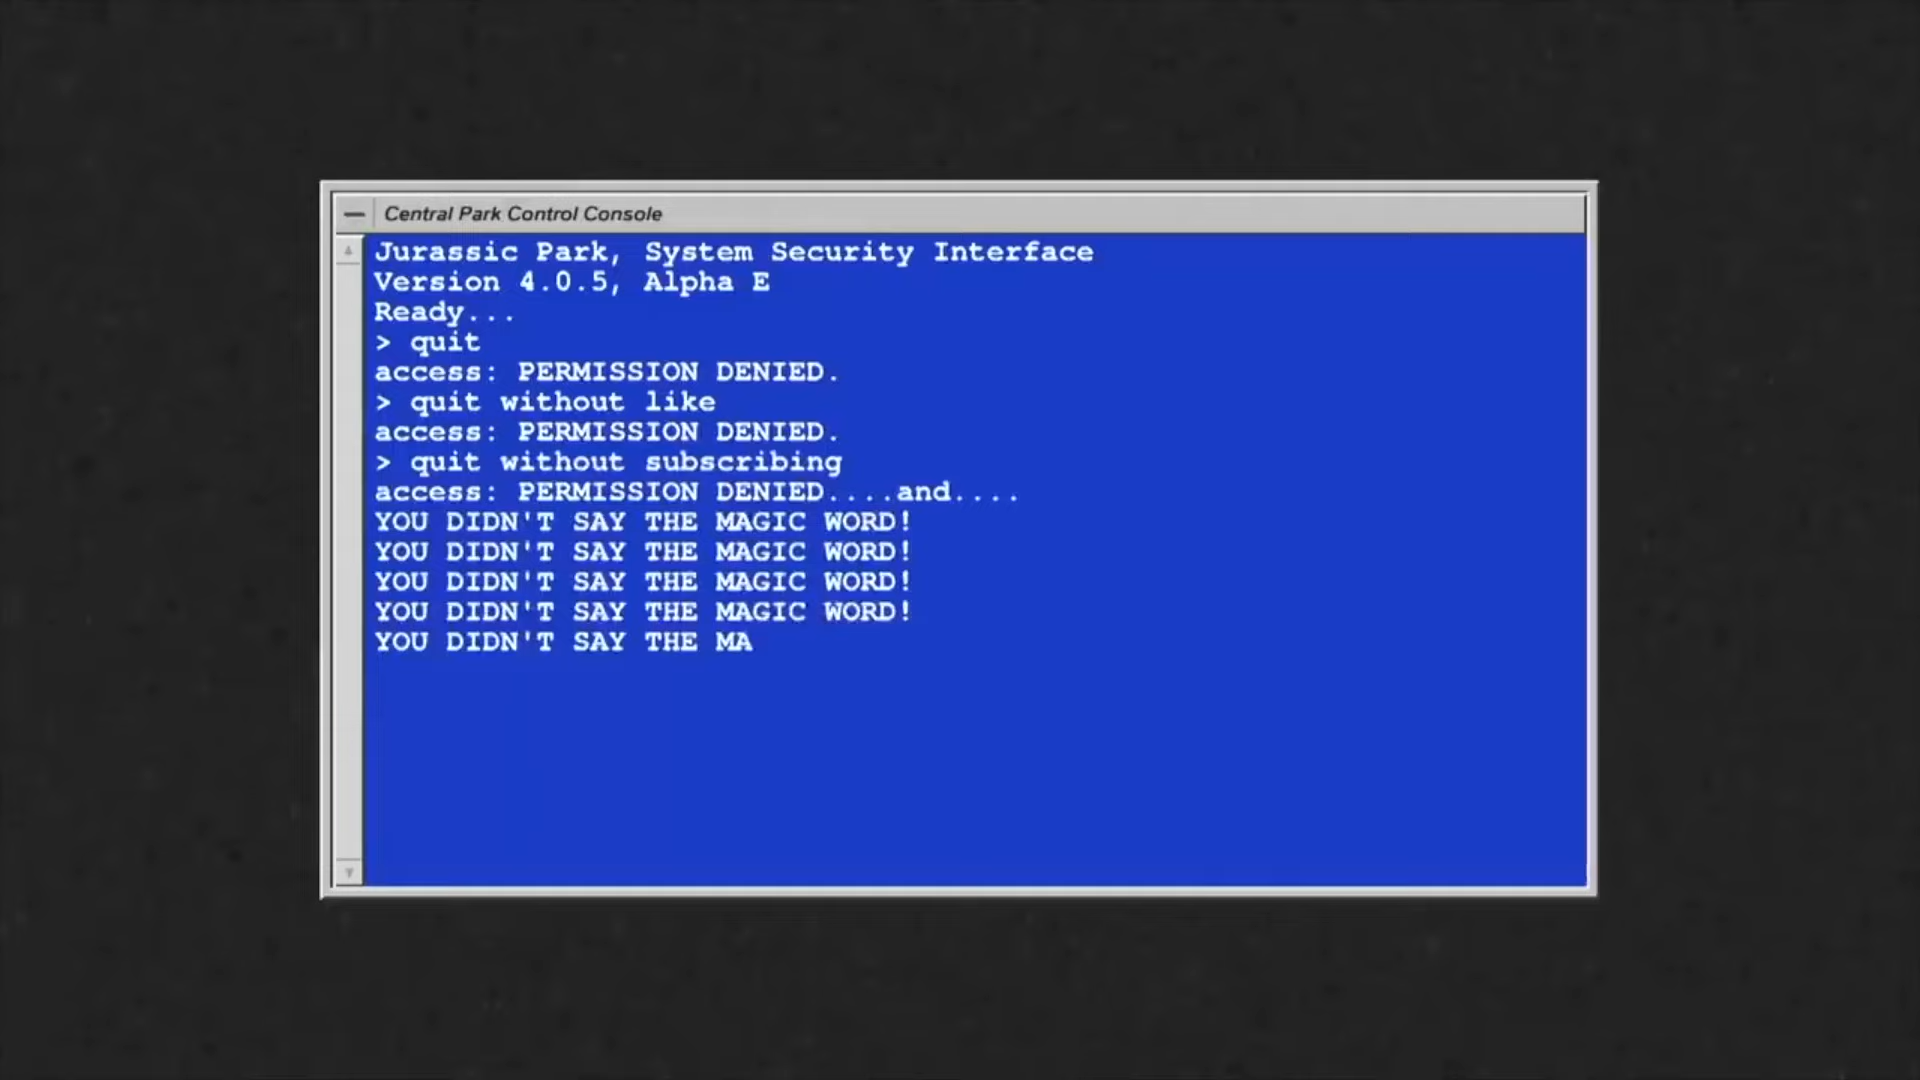 Central Park Control Console
Jurassic Park, System Security Interface
Version 4.0.5, Alpha E
Ready...
> quit
access: PERMISSION DENIED.
> quit without like
access: PERMISSION DENIED.
> quit without subscribing
access: PERMISSION DENIED....and....
YOU DIDN'T SAY THE MAGIC WORD!
YOU DIDN'T SAY THE MAGIC WORD!
YOU DIDN'T SAY THE MAGIC WORD!
YOU DIDN'T SAY THE MAGIC WORD!
YOU DIDN'T SAY THE MA